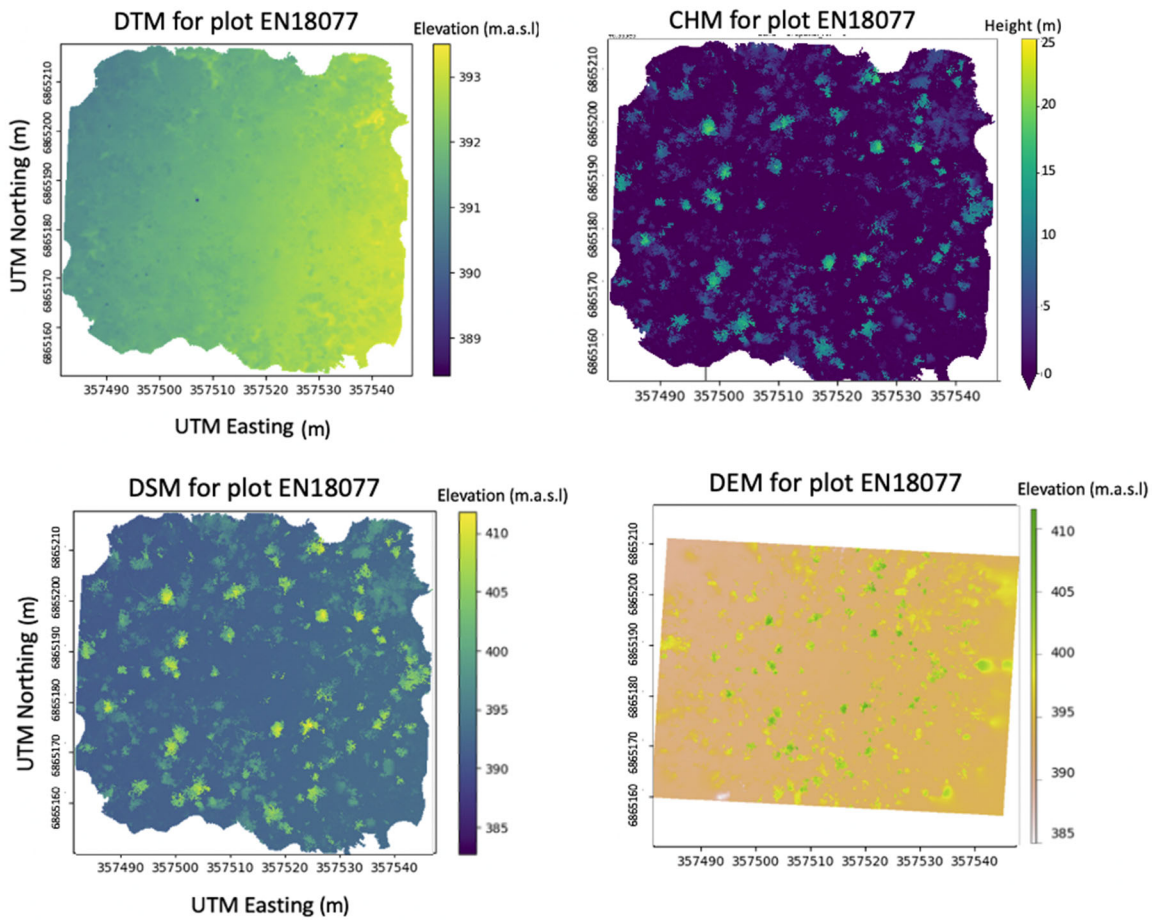 DTM for plot EN18077
Elevation (m.a.s.l)
UTM Northing (m)
6865210
6865200
6865190
6865180
6865170
6865160
393
392
391
390
389
357490 357500 357510 357520 357530 357540
UTM Easting (m)
CHM for plot EN18077
Height (m)
6865210
6865200
6865190
6865180
6865170
6865160
25
20
15
10
5
0
357490 357500 357510 357520 357530 357540
DSM for plot EN18077
Elevation (m.a.s.l)
UTM Northing (m)
6865210
6865200
6865190
6865180
6865170
6865160
410
405
400
395
390
385
357490 357500 357510 357520 357530 357540
UTM Easting (m)
DEM for plot EN18077
Elevation (m.a.s.l)
6865210
6865200
6865190
6865180
6865170
6865160
410
405
400
395
390
385
357490 357500 357510 357520 357530 357540